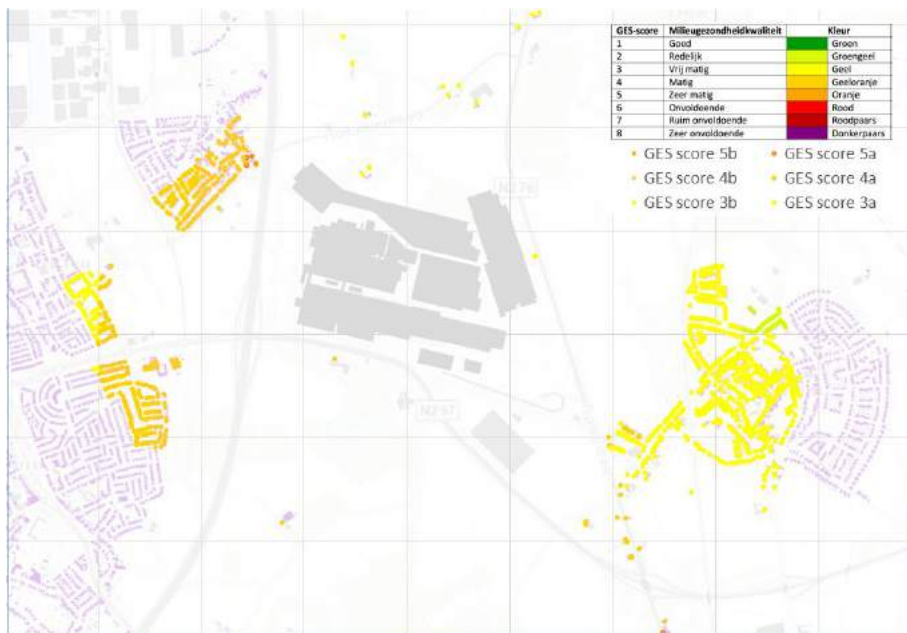 GES-score Milieugezondheidkwaliteit Kleur
1 Goed Groen
2 Redelijk Groengeel
3 Vrij matig Geel
4 Matig Geeloranje
5 Zeer matig Oranje
6 Onvoldoende Rood
7 Ruim onvoldoende Roodpaars
8 Zeer onvoldoende Donkerpaars
GES score 5b GES score 5a
GES score 4b GES score 4a
GES score 3b GES score 3a
N276
N297